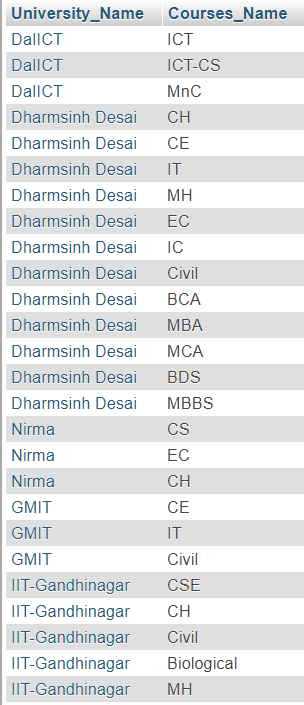 University_Name Courses_Name
DaIICT ICT
DaIICT ICT-CS
DaIICT MnC
Dharmsinh Desai CH
Dharmsinh Desai CE
Dharmsinh Desai IT
Dharmsinh Desai MH
Dharmsinh Desai EC
Dharmsinh Desai IC
Dharmsinh Desai Civil
Dharmsinh Desai BCA
Dharmsinh Desai MBA
Dharmsinh Desai MCA
Dharmsinh Desai BDS
Dharmsinh Desai MBBS
Nirma CS
Nirma EC
Nirma CH
GMIT CE
GMIT IT
GMIT Civil
IIT-Gandhinagar CSE
IIT-Gandhinagar CH
IIT-Gandhinagar Civil
IIT-Gandhinagar Biological
IIT-Gandhinagar MH